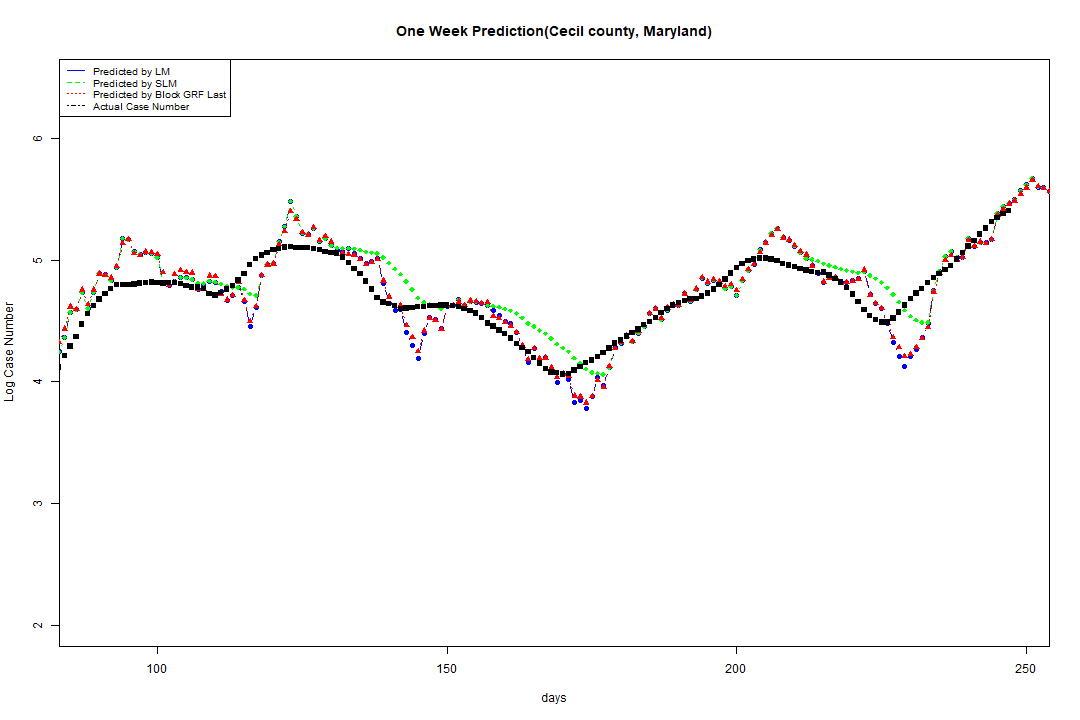 One Week Prediction(Cecil county, Maryland)
Predicted by LM
Predicted by SLM
Predicted by Block GRF Last
Actual Case Number
6
5
4
3
2
Log Case Number
100
150
200
250
days